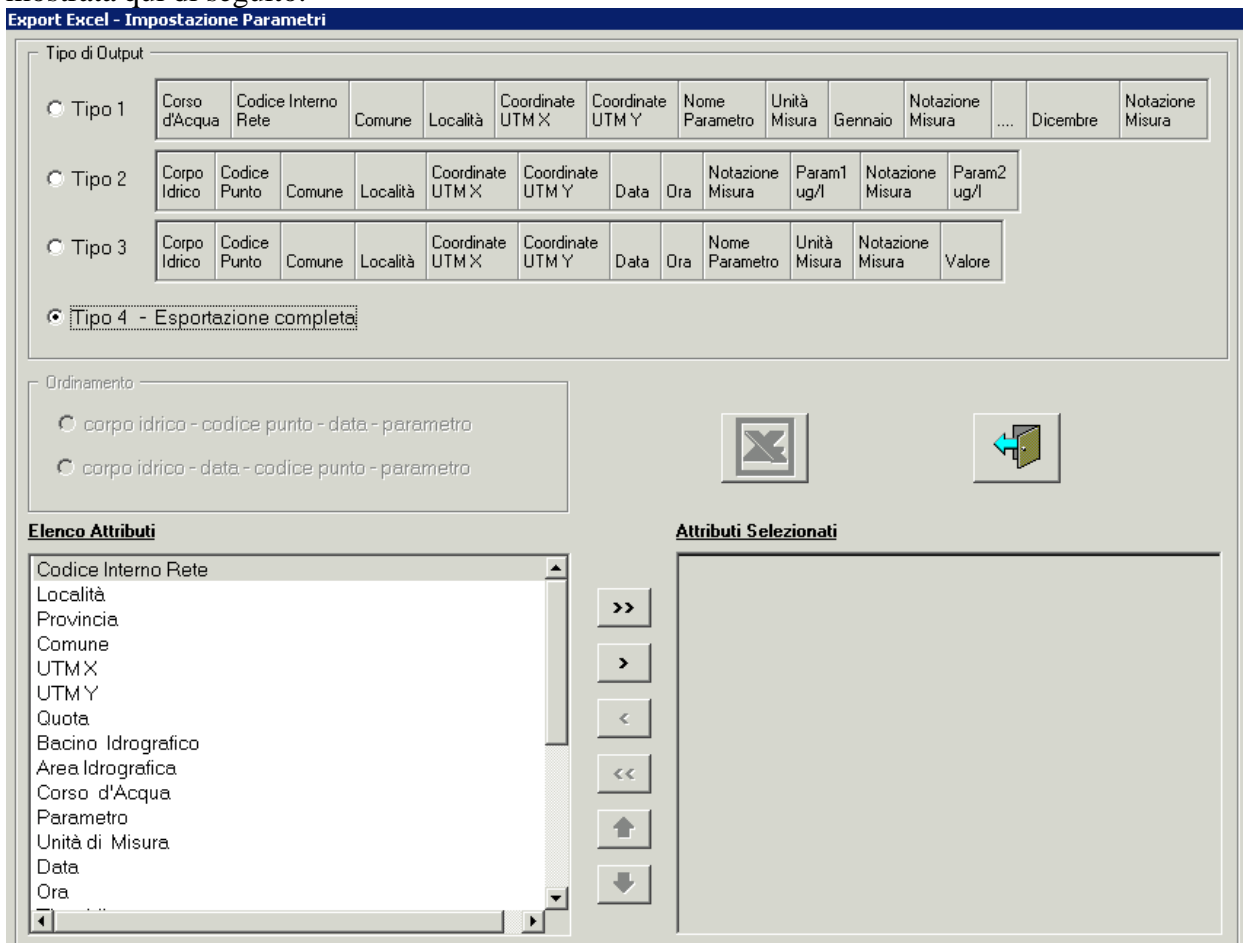 mostrata qui di seguito.
Export Excel - Impostazione Parametri
Tipo di Output
Tipo 1
Corso d'Acqua
Codice Interno Rete
Comune
Località
Coordinate UTM X
Coordinate UTM Y
Nome Parametro
Unità Misura
Gennaio
Notazione Misura
....
Dicembre
Notazione Misura
Tipo 2
Corpo Idrico
Codice Punto
Comune
Località
Coordinate UTM X
Coordinate UTM Y
Data
Ora
Notazione Misura
Param1 ug/l
Notazione Misura
Param2 ug/l
Tipo 3
Corpo Idrico
Codice Punto
Comune
Località
Coordinate UTM X
Coordinate UTM Y
Data
Ora
Nome Parametro
Unità Misura
Notazione Misura
Valore
Tipo 4 - Esportazione completa
Ordinamento
corpo idrico - codice punto - data - parametro
corpo idrico - data - codice punto - parametro
Elenco Attributi
Codice Interno Rete
Località
Provincia
Comune
UTM X
UTM Y
Quota
Bacino Idrografico
Area Idrografica
Corso d'Acqua
Parametro
Unità di Misura
Data
Ora
>>
>
<
<<
Attributi Selezionati